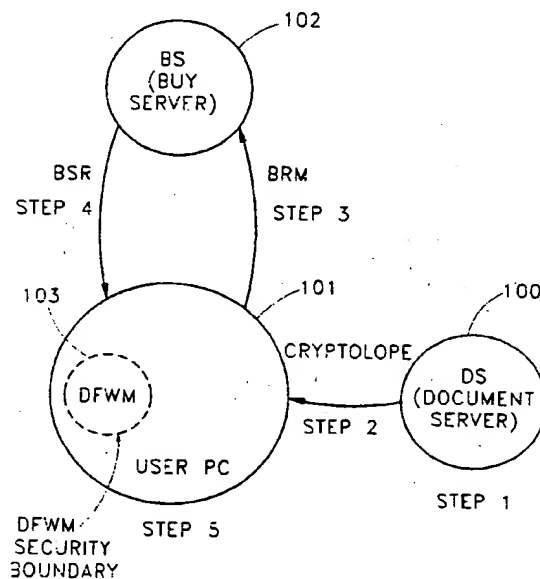 102
BS
(BUY
SERVER)
BSR
BRM
STEP 4
STEP 3
103
101
100
CRYPTOLOPE
DS
(DOCUMENT
SERVER)
DFWM
STEP 2
USER PC
STEP 1
STEP 5
DFWM
SECURITY
BOUNDARY